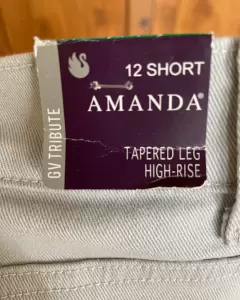 12 SHORT
AMANDA®
GV TRIBUTE
TAPERED LEG
HIGH-RISE